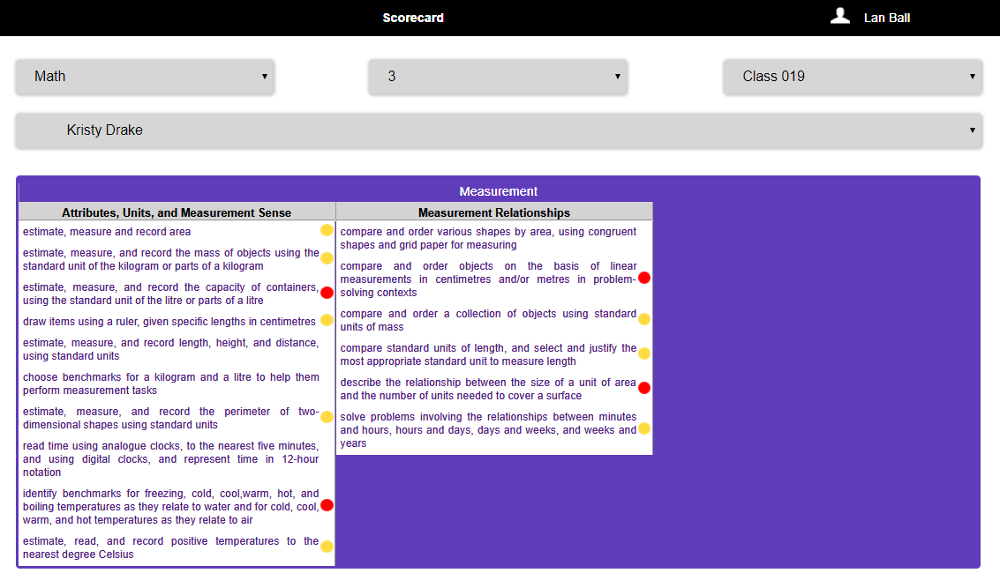 Scorecard
Lan Ball
Math
3
Class 019
Kristy Drake
Measurement
Attributes, Units, and Measurement Sense
estimate, measure and record area
estimate, measure, and record the mass of objects using the
standard unit of the kilogram or parts of a kilogram
estimate, measure, and record the capacity of containers,
using the standard unit of the litre or parts of a litre
draw items using a ruler, given specific lengths in centimetres
estimate, measure, and record length, height, and distance,
using standard units
choose benchmarks for a kilogram and a litre to help them
perform measurement tasks
estimate, measure, and record the perimeter of two-
dimensional shapes using standard units
read time using analogue clocks, to the nearest five minutes,
and using digital clocks, and represent time in 12-hour
notation
identify benchmarks for freezing, cold, cool,warm, hot, and
boiling temperatures as they relate to water and for cold, cool,
warm, and hot temperatures as they relate to air
estimate, read, and record positive temperatures to the
nearest degree Celsius
Measurement Relationships
compare and order various shapes by area, using congruent
shapes and grid paper for measuring
compare and order objects on the basis of linear
measurements in centimetres and/or metres in problem-
solving contexts
compare and order a collection of objects using standard
units of mass
compare standard units of length, and select and justify the
most appropriate standard unit to measure length
describe the relationship between the size of a unit of area
and the number of units needed to cover a surface
solve problems involving the relationships between minutes
and hours, hours and days, days and weeks, and weeks and
years